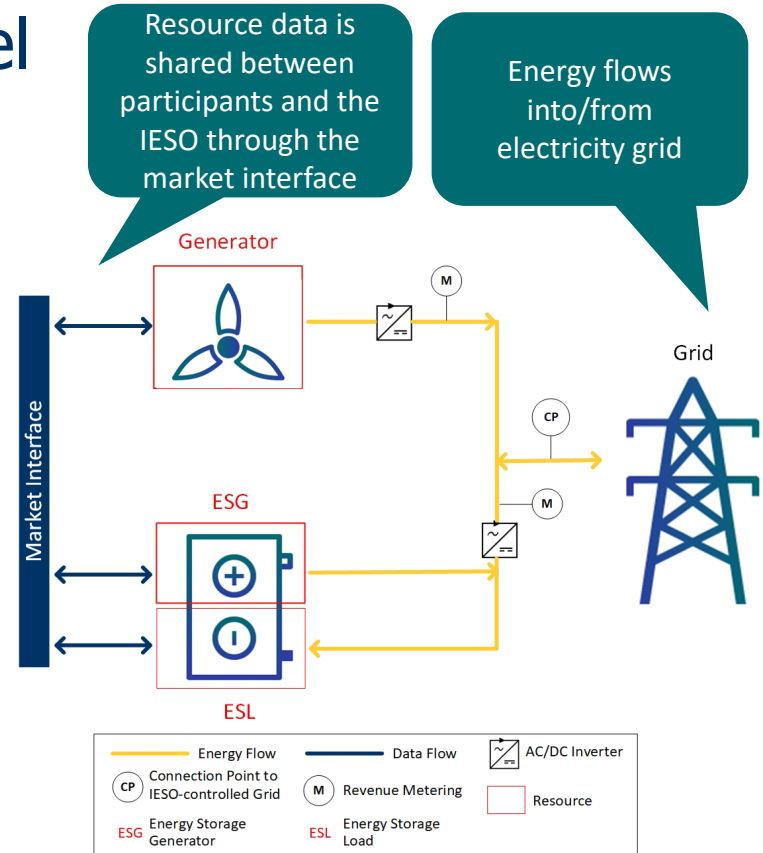 el
Resource data is
shared between
participants and the
IESO through the
market interface
Energy flows
into/from
electricity grid
Generator
M
Grid
Market Interface
CP
ESG
M
ESL
Energy Flow
Data Flow
AC/DC Inverter
CP
Connection Point to
IESO-controlled Grid
M
Revenue Metering
Resource
ESG
Energy Storage
Generator
ESL
Energy Storage
Load